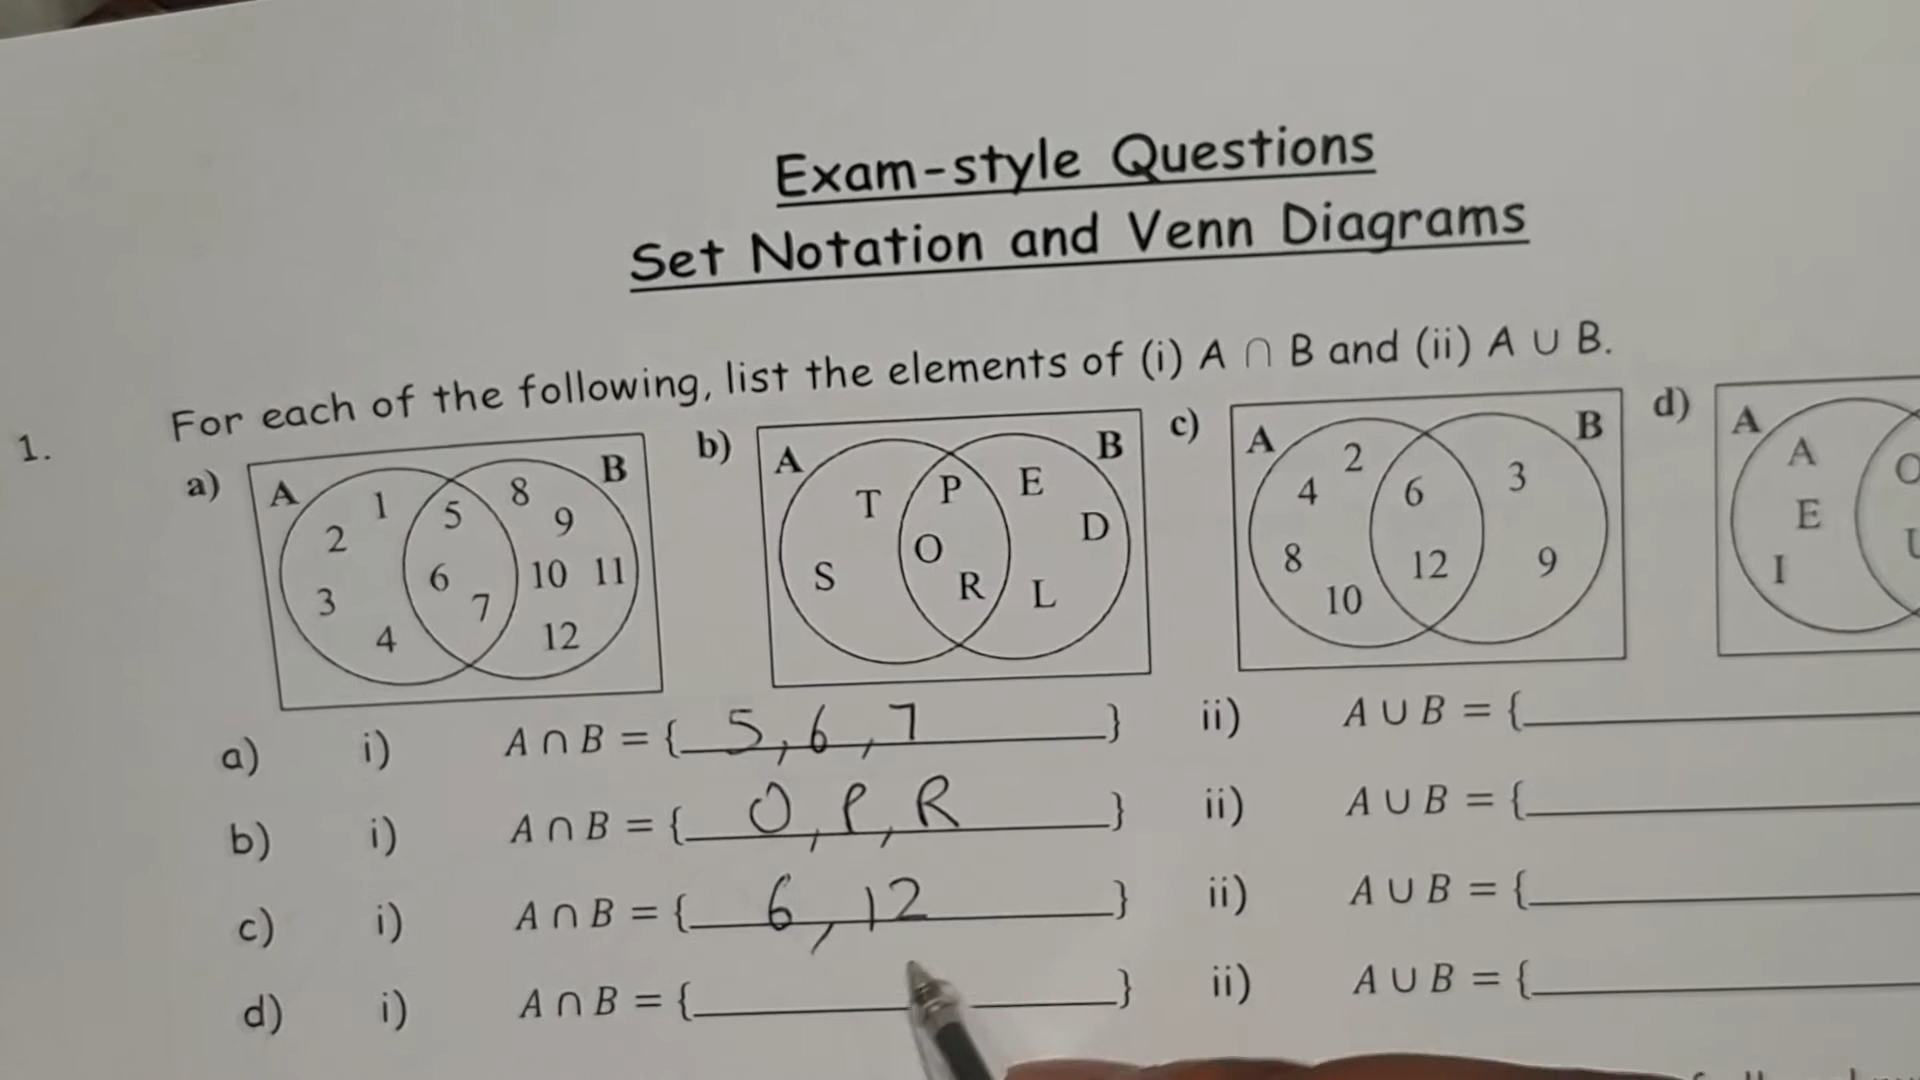 Exam-style Questions
Set Notation and Venn Diagrams
1. For each of the following, list the elements of (i) A ∩ B and (ii) A ∪ B.
a) A B 1 2 3 4 5 6 7 8 9 10 11 12
b) A B T S P O R E D L
c) A B 2 4 8 10 6 12 3 9
d) A A E I
a) i) A ∩ B = { 5, 6, 7 } ii) A ∪ B = {
b) i) A ∩ B = { O, P, R } ii) A ∪ B = {
c) i) A ∩ B = { 6, 12 } ii) A ∪ B = {
d) i) A ∩ B = { } ii) A ∪ B = {